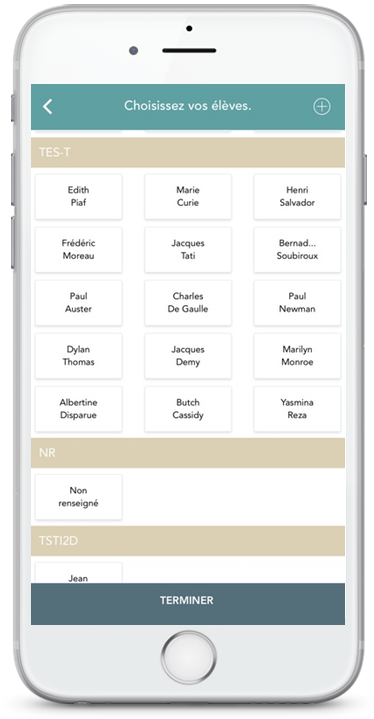 Choisissez vos élèves.
TES-T
Edith
Piaf
Marie
Curie
Henri
Salvador
Frédéric
Moreau
Jacques
Tati
Bernad...
Soubiroux
Paul
Auster
Charles
De Gaulle
Paul
Newman
Dylan
Thomas
Jacques
Demy
Marilyn
Monroe
Albertine
Disparue
Butch
Cassidy
Yasmina
Reza
NR
Non
renseigné
TSTI2D
Jean
TERMINER